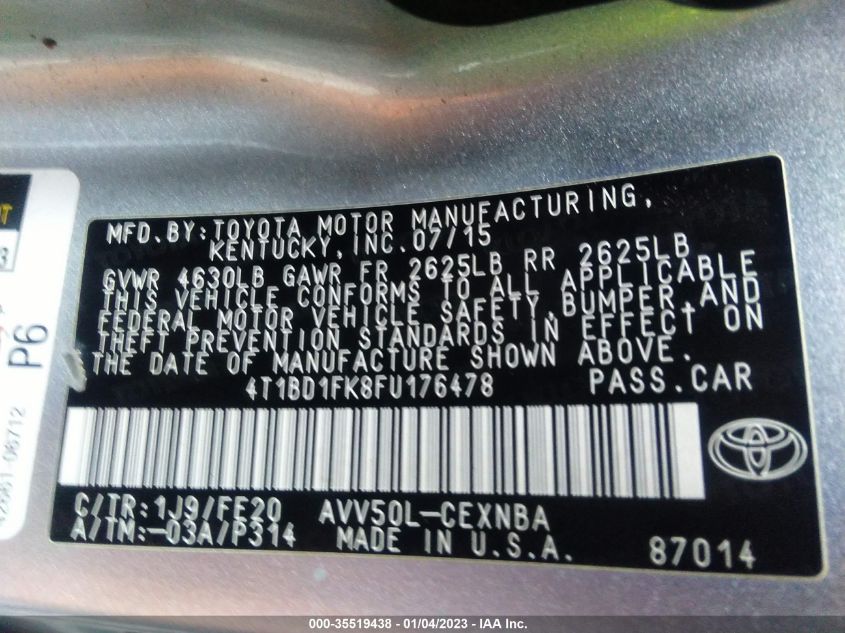 MFD.BY:TOYOTA MOTOR MANUFACTURING,
KENTUCKY,INC.07/15
GVWR 4630LB GAWR FR 2625LB RR 2625LB
THIS VEHICLE CONFORMS TO ALL APPLICABLE
FEDERAL MOTOR VEHICLE SAFETY,BUMPER,AND
THEFT PREVENTION STANDARDS IN EFFECT ON
THE DATE OF MANUFACTURE SHOWN ABOVE.
4T1BD1FK8FU176478 PASS.CAR
C/TR:1J9/FE20 AVV50L-CEXNBA
A/TM:-03A/P314 MADE IN U.S.A. 87014
P6
000-35519438 - 01/04/2023 - IAA Inc.